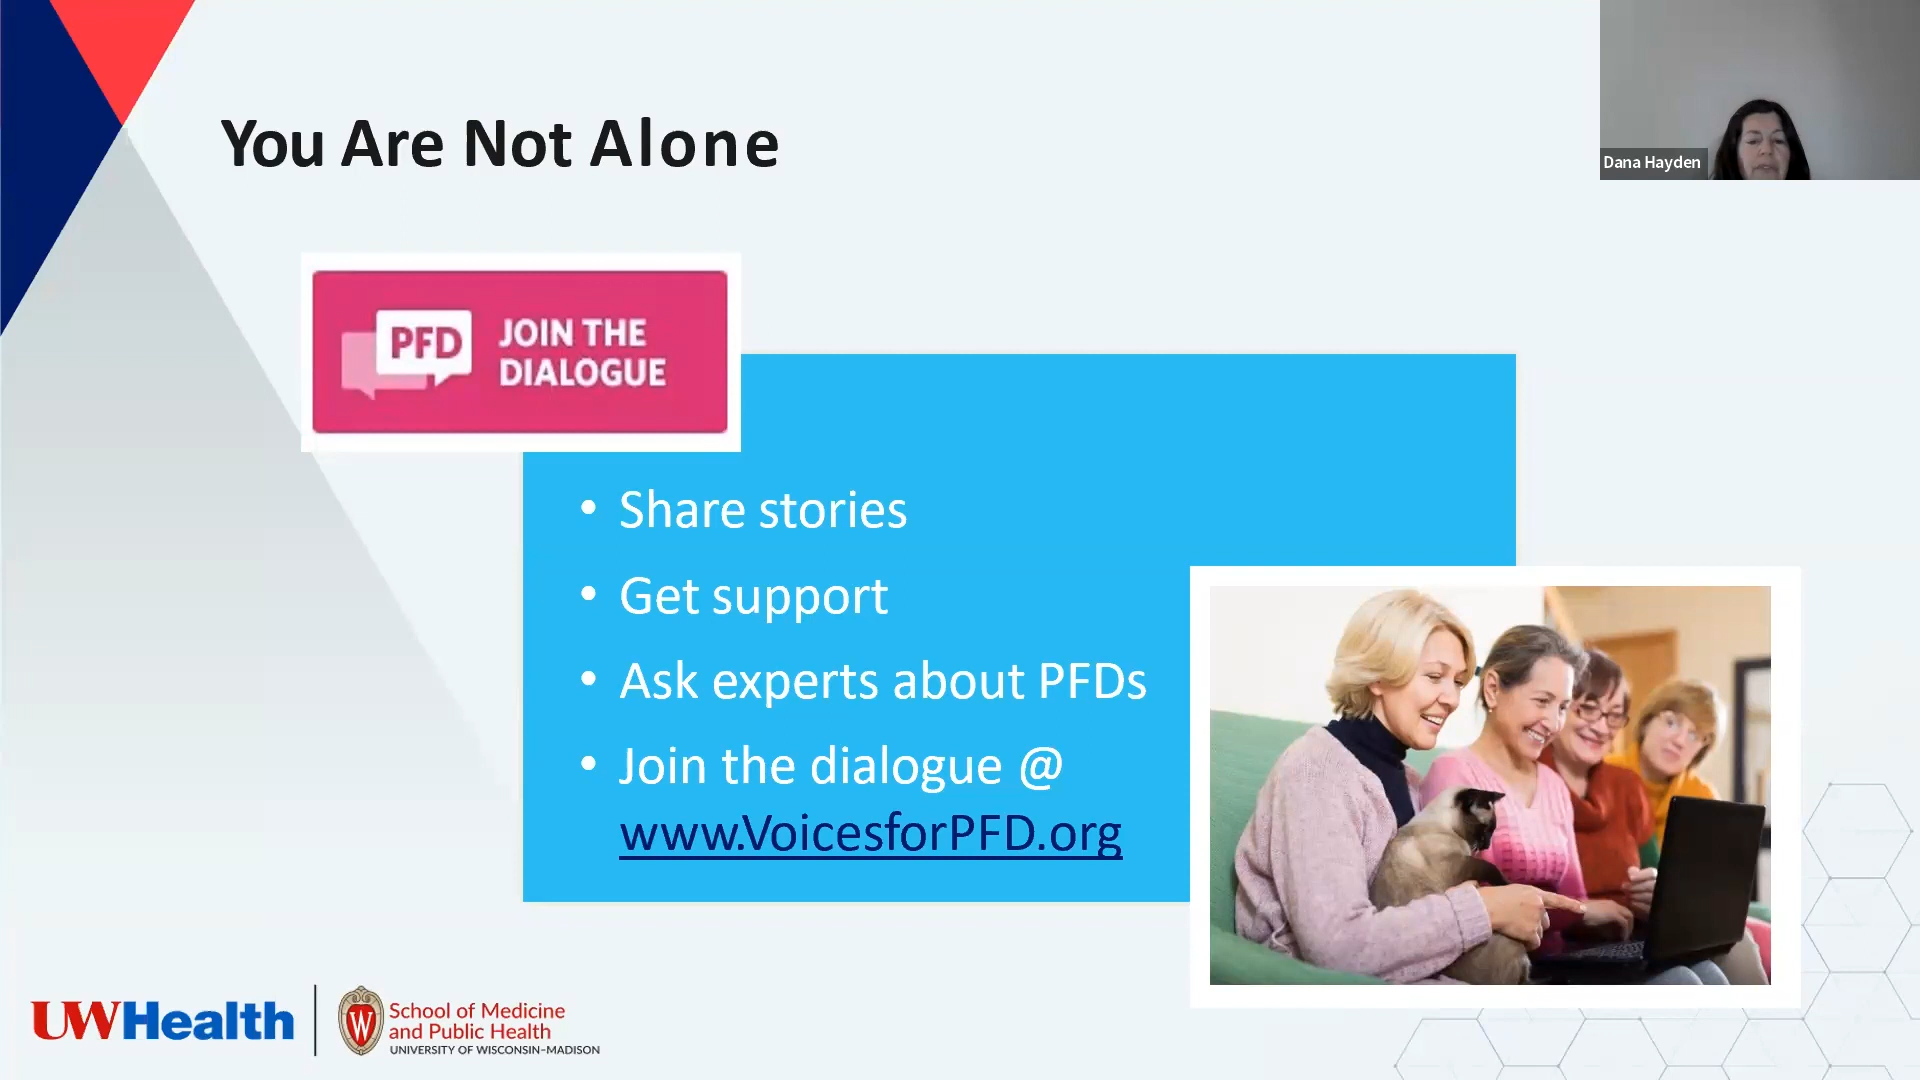 You Are Not Alone
Dana Hayden
PFD
JOIN THE
DIALOGUE
• Share stories
• Get support
• Ask experts about PFDs
• Join the dialogue @
www.VoicesforPFD.org
UWHealth
W
School of Medicine
and Public Health
UNIVERSITY OF WISCONSIN–MADISON